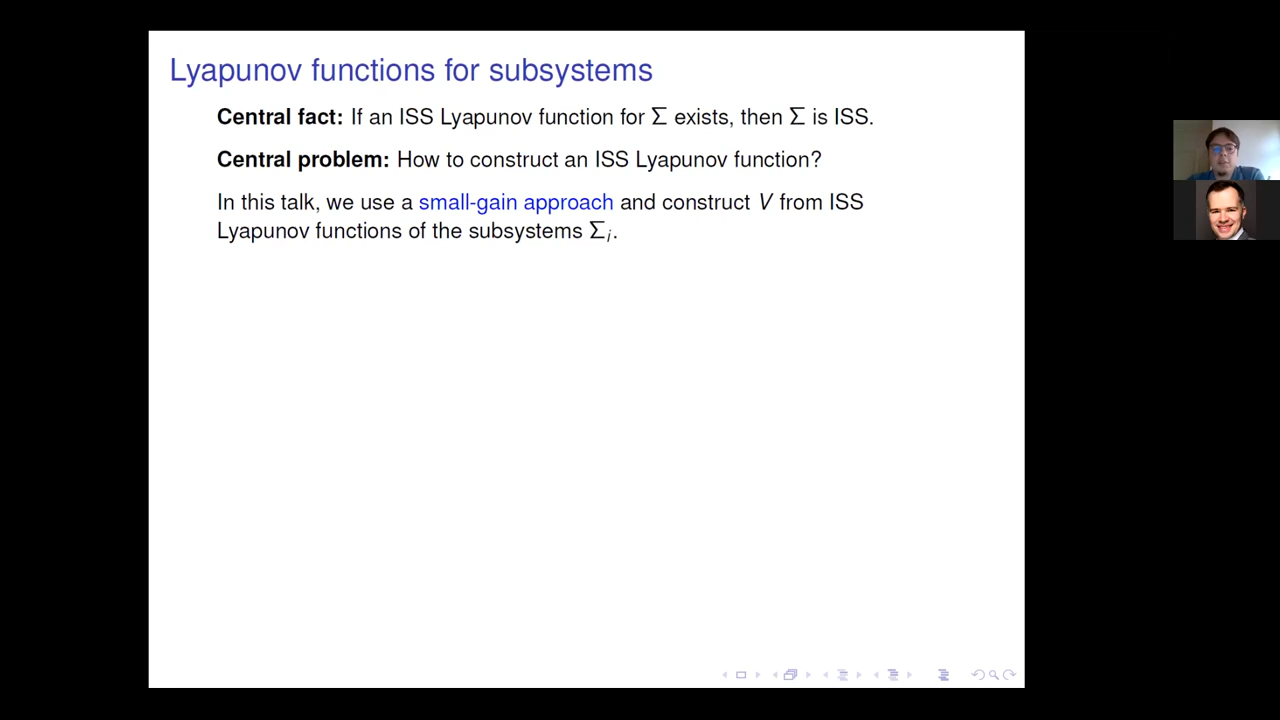 Lyapunov functions for subsystems
Central fact: If an ISS Lyapunov function for Σ exists, then Σ is ISS.
Central problem: How to construct an ISS Lyapunov function?
In this talk, we use a small-gain approach and construct V from ISS
Lyapunov functions of the subsystems Σᵢ.